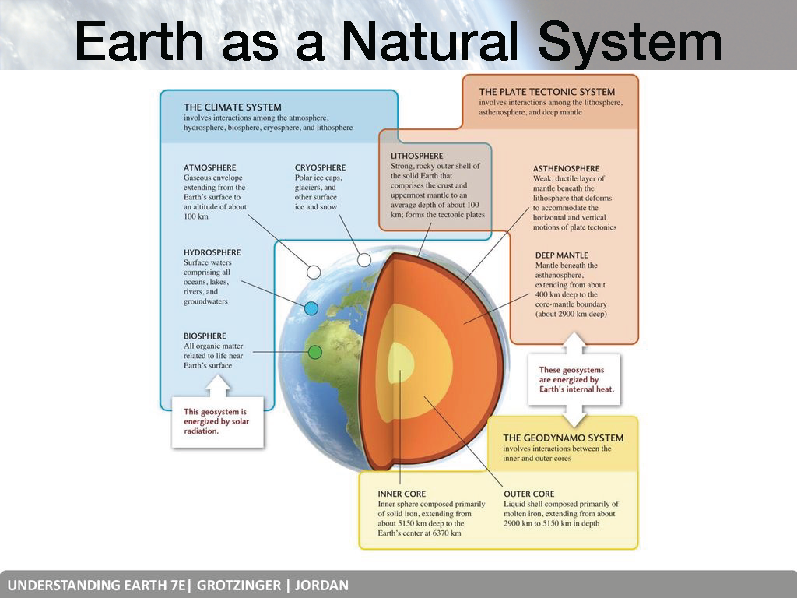 Earth as a Natural System
THE CLIMATE SYSTEM
involves interactions among the atmosphere,
hydrosphere, biosphere, cryosphere, and lithosphere
THE PLATE TECTONIC SYSTEM
involves interactions among the lithosphere,
asthenosphere, and deep mantle
ATMOSPHERE
Gaseous envelope
extending from the
Earth's surface to
an altitude of about
100 km
CRYOSPHERE
Polar ice caps,
glaciers, and
other surface
ice and snow
LITHOSPHERE
Strong, rocky outer shell of
the solid Earth that
comprises the crust and
uppermost mantle to an
average depth of about 100
km; forms the tectonic plates
ASTHENOSPHERE
Weak, ductile layer of
mantle beneath the
lithosphere that deforms
to accommodate the
horizontal and vertical
motions of plate tectonics
HYDROSPHERE
Surface waters
comprising all
oceans, lakes,
rivers, and
groundwaters
DEEP MANTLE
Mantle beneath the
asthenosphere,
extending from about
400 km deep to the
core-mantle boundary
(about 2900 km deep)
BIOSPHERE
All organic matter
related to life near
Earth's surface
This geosystem is
energized by solar
radiation.
These geosystems
are energized by
Earth's internal heat.
THE GEODYNAMO SYSTEM
involves interactions between the
inner and outer cores
INNER CORE
Inner sphere composed primarily
of solid iron, extending from
about 5150 km deep to the
Earth's center at 6370 km
OUTER CORE
Liquid shell composed primarily of
molten iron, extending from about
2900 km to 5150 km in depth
UNDERSTANDING EARTH 7E| GROTZINGER | JORDAN